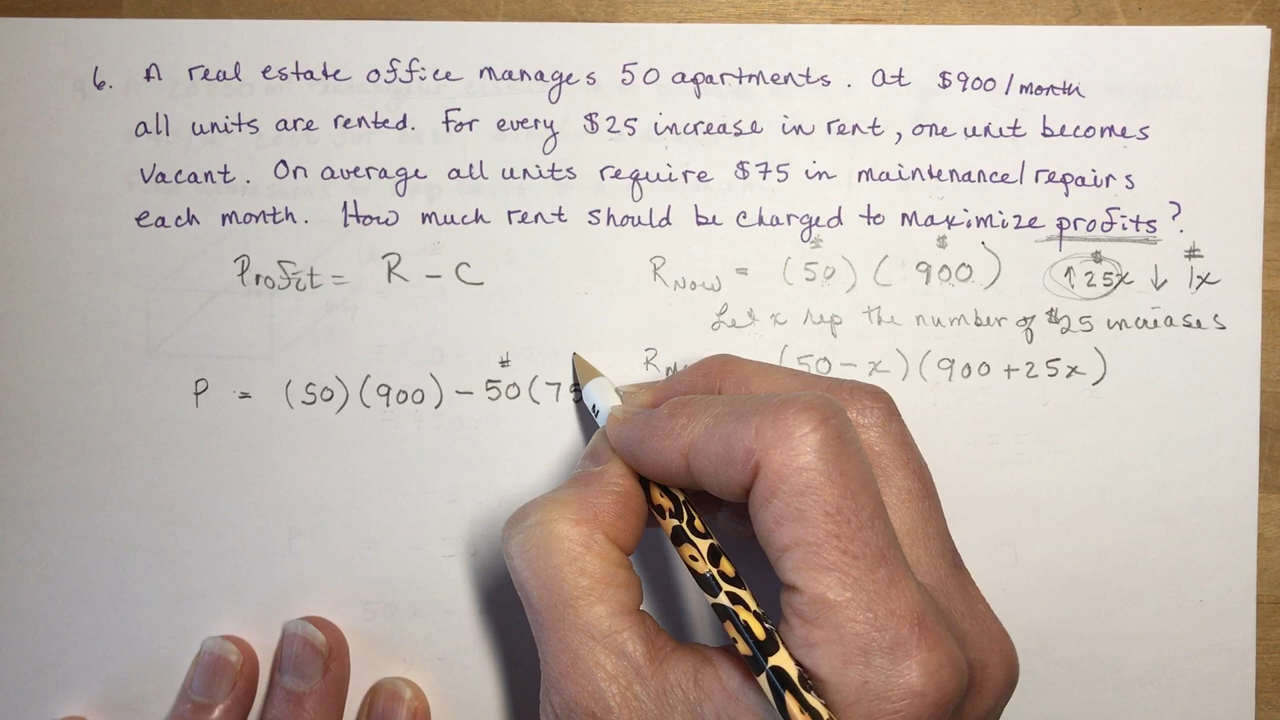 6. A real estate office manages 50 apartments. At $900/month
all units are rented. For every $25 increase in rent, one unit becomes
vacant. On average all units require $75 in maintenance/repairs
each month. How much rent should be charged to maximize profits?
Profit = R - C
# $
R Now = (50)(900)
$ #
↑25x ↓ 1x
Let x rep the number of $25 increases
(50-x)(900+25x)
#
P = (50)(900) - 50(75